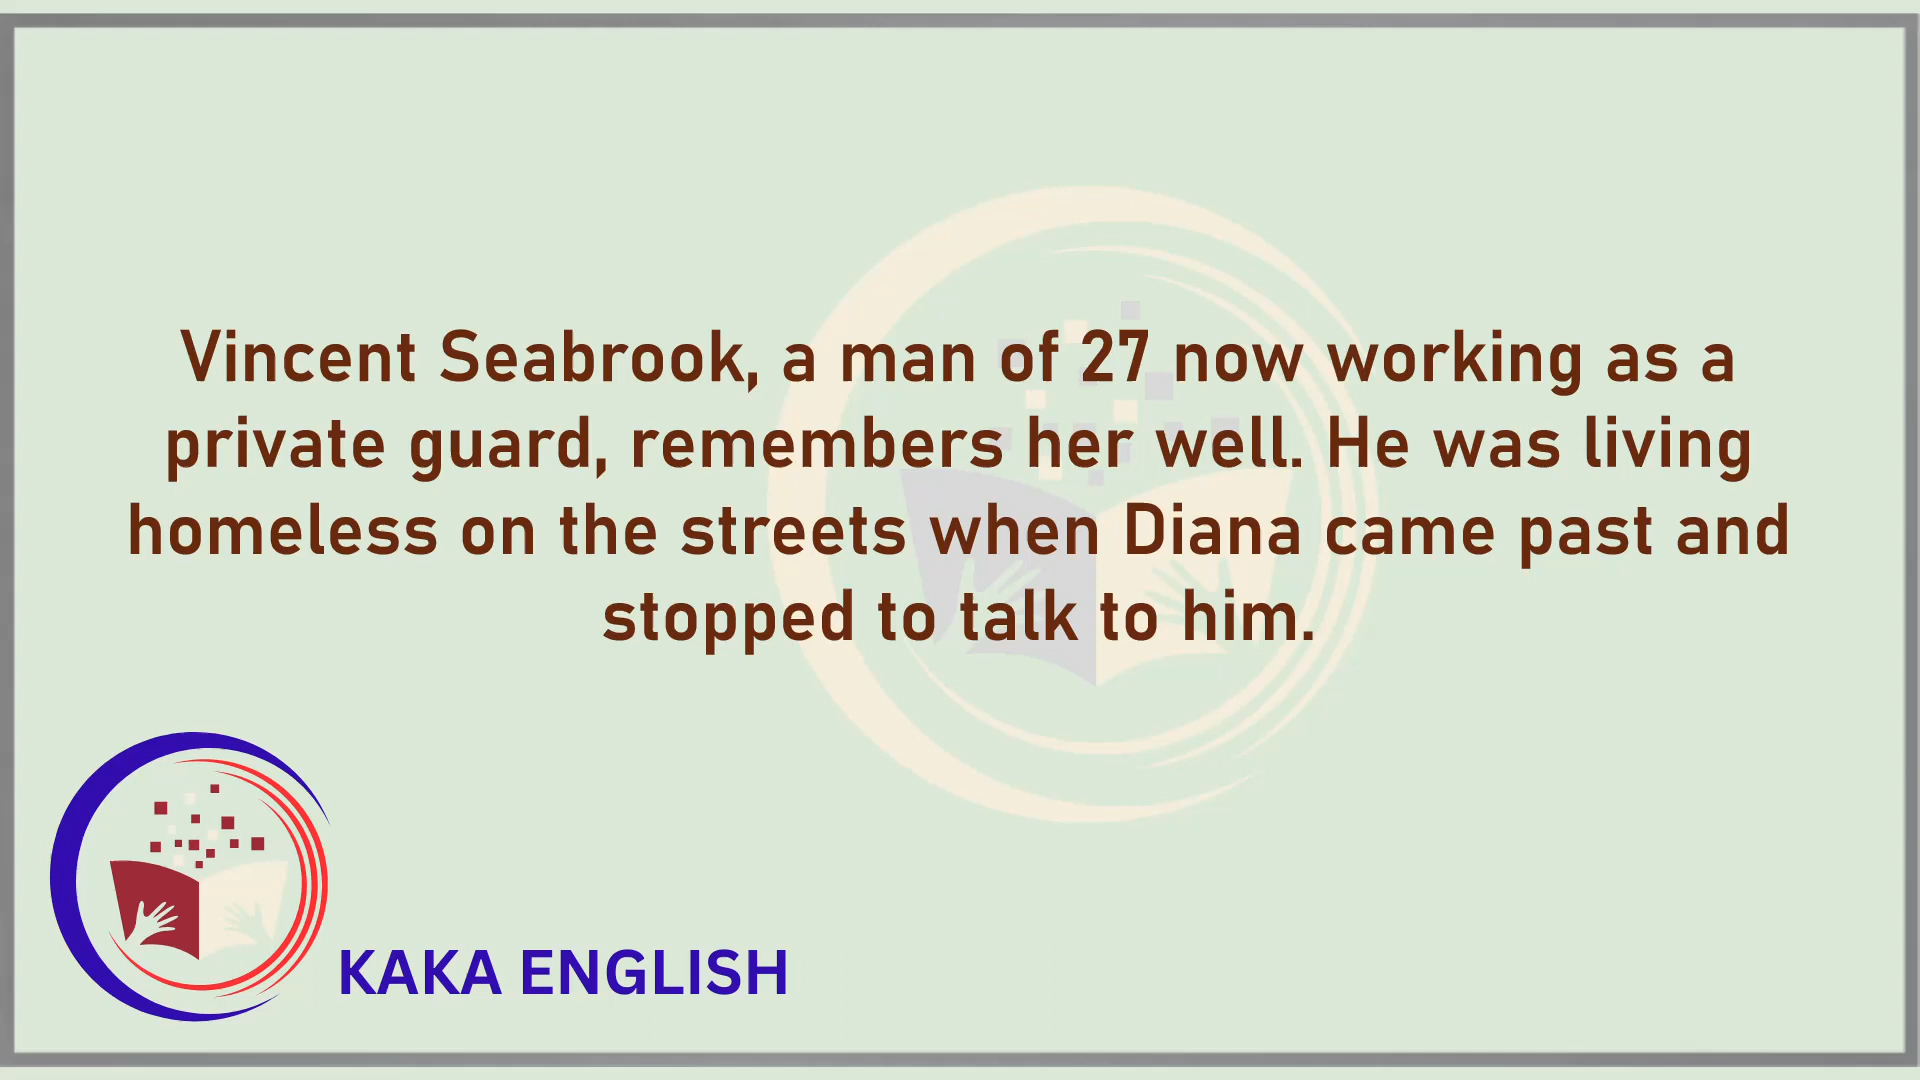 Vincent Seabrook, a man of 27 now working as a
private guard, remembers her well. He was living
homeless on the streets when Diana came past and
stopped to talk to him.
KAKA ENGLISH